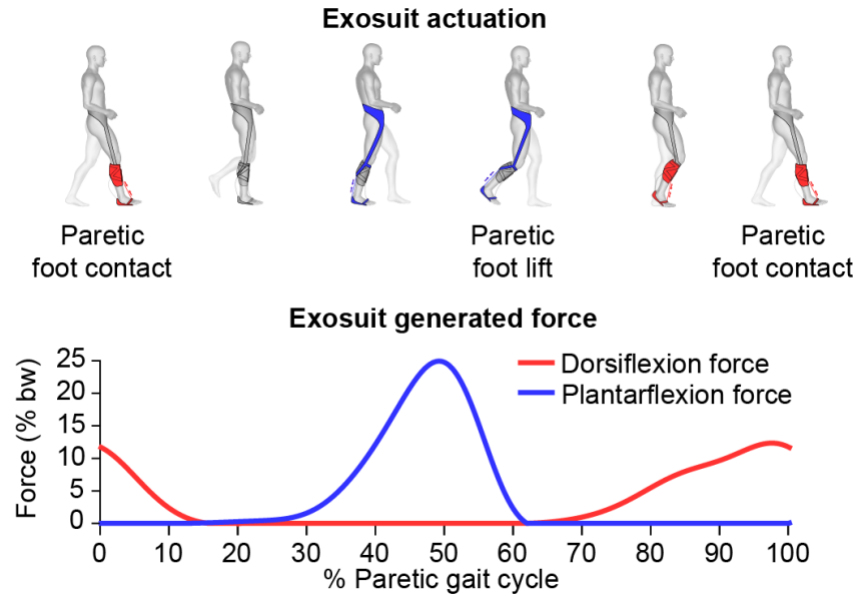 Exosuit actuation
Paretic
foot contact
Paretic
foot lift
Paretic
foot contact
Exosuit generated force
Force (% bw)
25
20
15
10
5
0
Dorsiflexion force
Plantarflexion force
0 10 20 30 40 50 60 70 80 90 100
% Paretic gait cycle